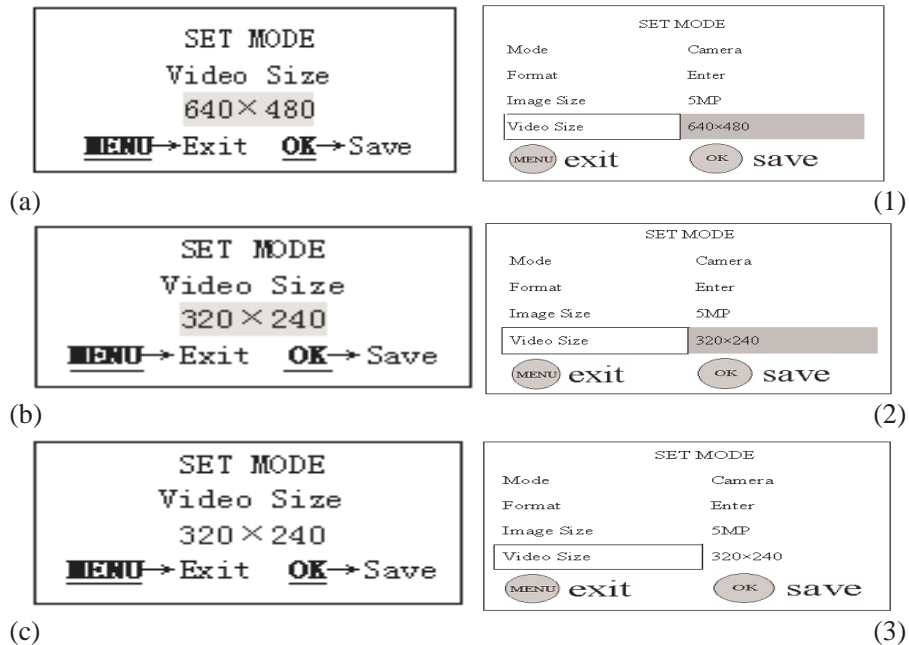 SET MODE
Video Size
640×480
MENU→Exit OK→Save
(a)
SET MODE
Mode Camera
Format Enter
Image Size 5MP
Video Size 640×480
MENU exit OK save
(1)
SET MODE
Video Size
320×240
MENU→Exit OK→Save
(b)
SET MODE
Mode Camera
Format Enter
Image Size 5MP
Video Size 320×240
MENU exit OK save
(2)
SET MODE
Video Size
320×240
MENU→Exit OK→Save
(c)
SET MODE
Mode Camera
Format Enter
Image Size 5MP
Video Size 320×240
MENU exit OK save
(3)